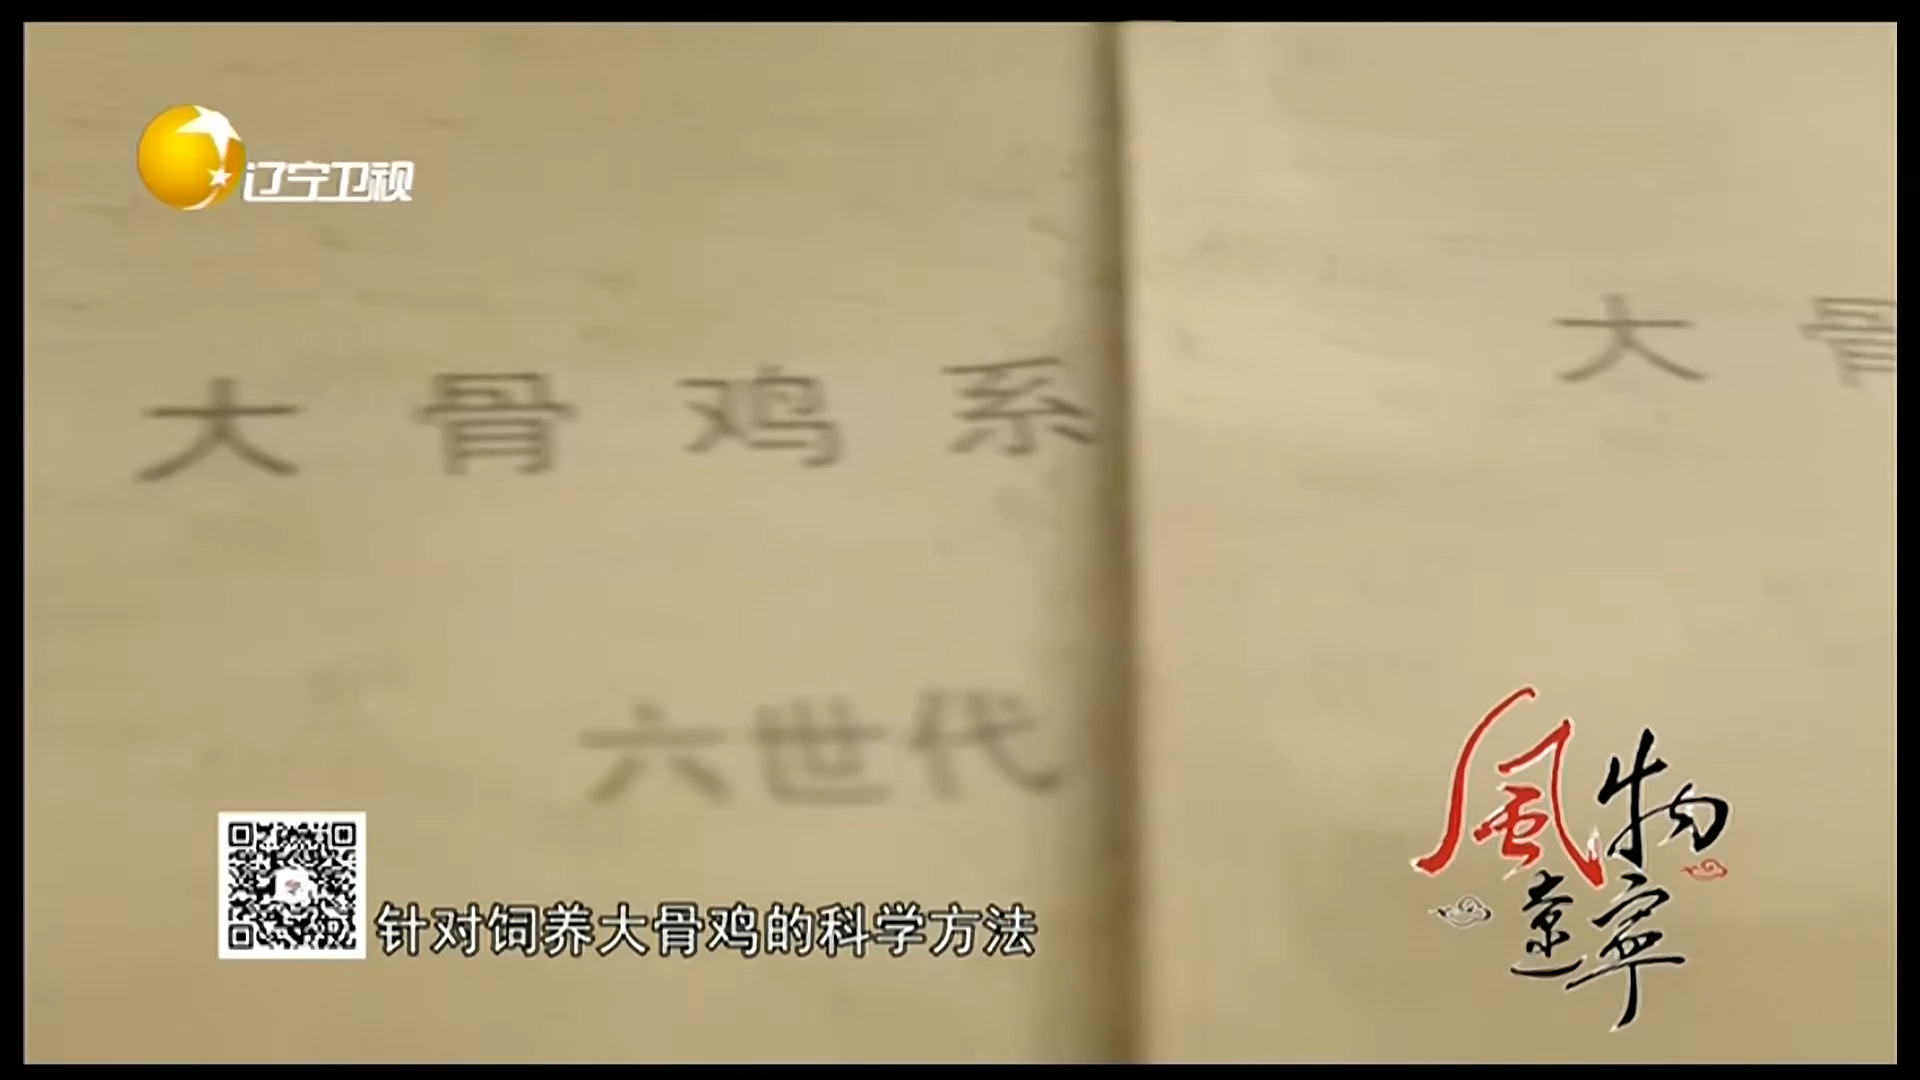 辽宁卫视
大骨鸡系
大骨
六世代
風物
遼寧
针对饲养大骨鸡的科学方法